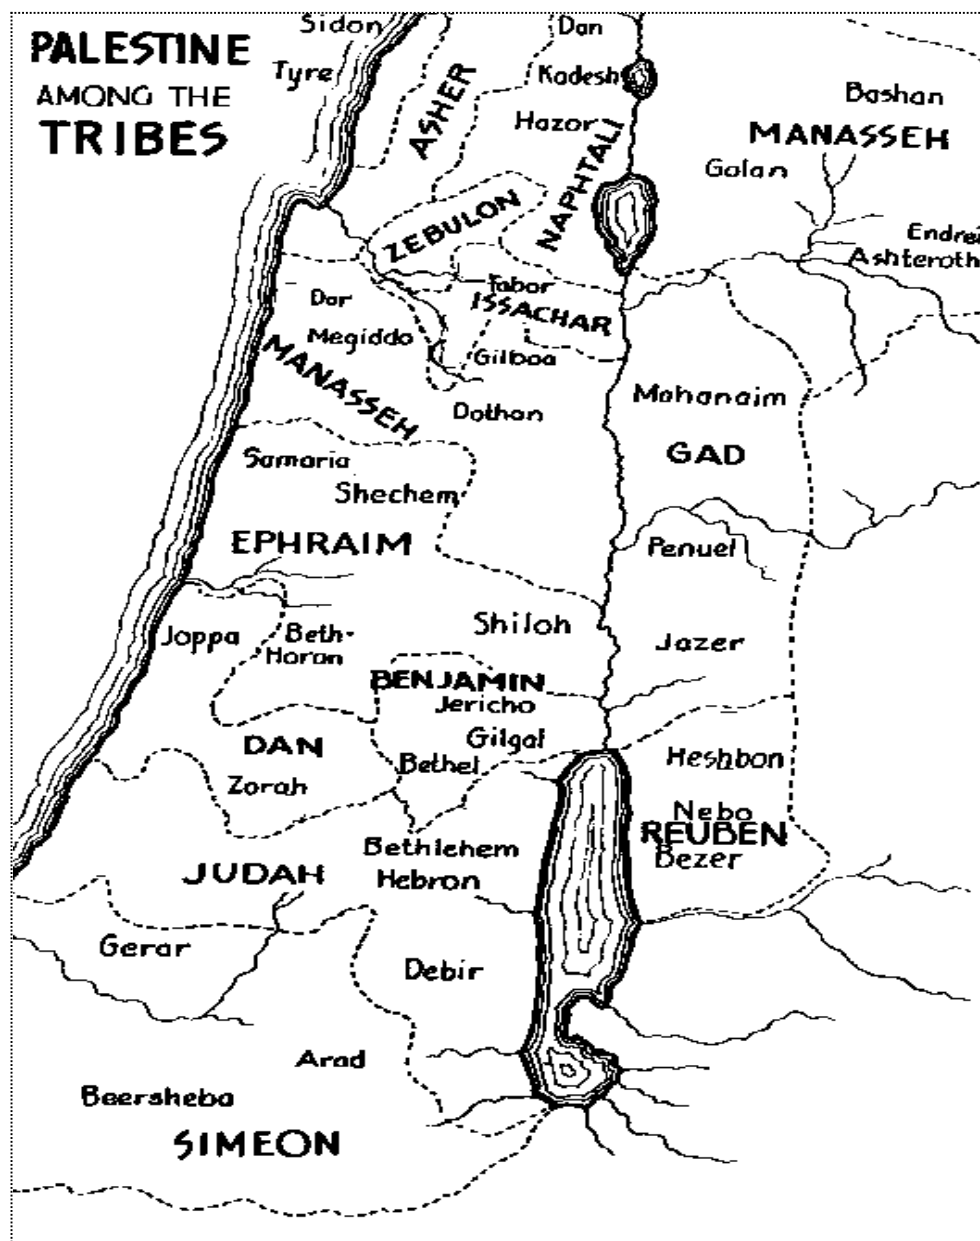 PALESTINE
AMONG THE
TRIBES
Sidon
Dan
Tyre
ASHER
Kadesh
Bashan
Hazor
MANASSEH
NAPHTALI
Golan
ZEBULON
Endrei
Ashteroth
Tabor
Dor
ISSACHAR
Megiddo
Gilboa
MANASSEH
Mahanaim
Dothan
GAD
Samaria
Shechem
EPHRAIM
Penuel
Shiloh
Joppa
Beth-
Horan
Jazer
BENJAMIN
Jericho
Gilgal
DAN
Bethel
Heshbon
Zorah
Nebo
REUBEN
Bethlehem
Bezer
JUDAH
Hebron
Gerar
Debir
Arad
Beersheba
SIMEON